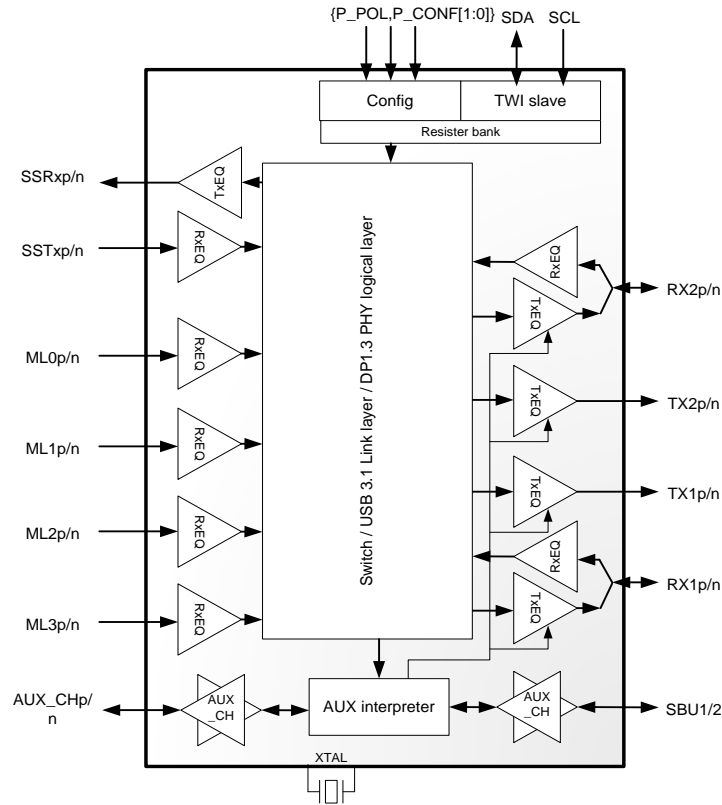 {P_POL,P_CONF[1:0]}
SDA
SCL
Config
TWI slave
Resister bank
SSRxp/n
TxEQ
SSTxp/n
RxEQ
ML0p/n
RxEQ
ML1p/n
RxEQ
ML2p/n
RxEQ
ML3p/n
RxEQ
Switch / USB 3.1 Link layer / DP1.3 PHY logical layer
RxEQ
TxEQ
RX2p/n
TxEQ
TX2p/n
TxEQ
TX1p/n
RxEQ
TxEQ
RX1p/n
AUX_CHp/
n
AUX
_CH
AUX interpreter
AUX
_CH
SBU1/2
XTAL